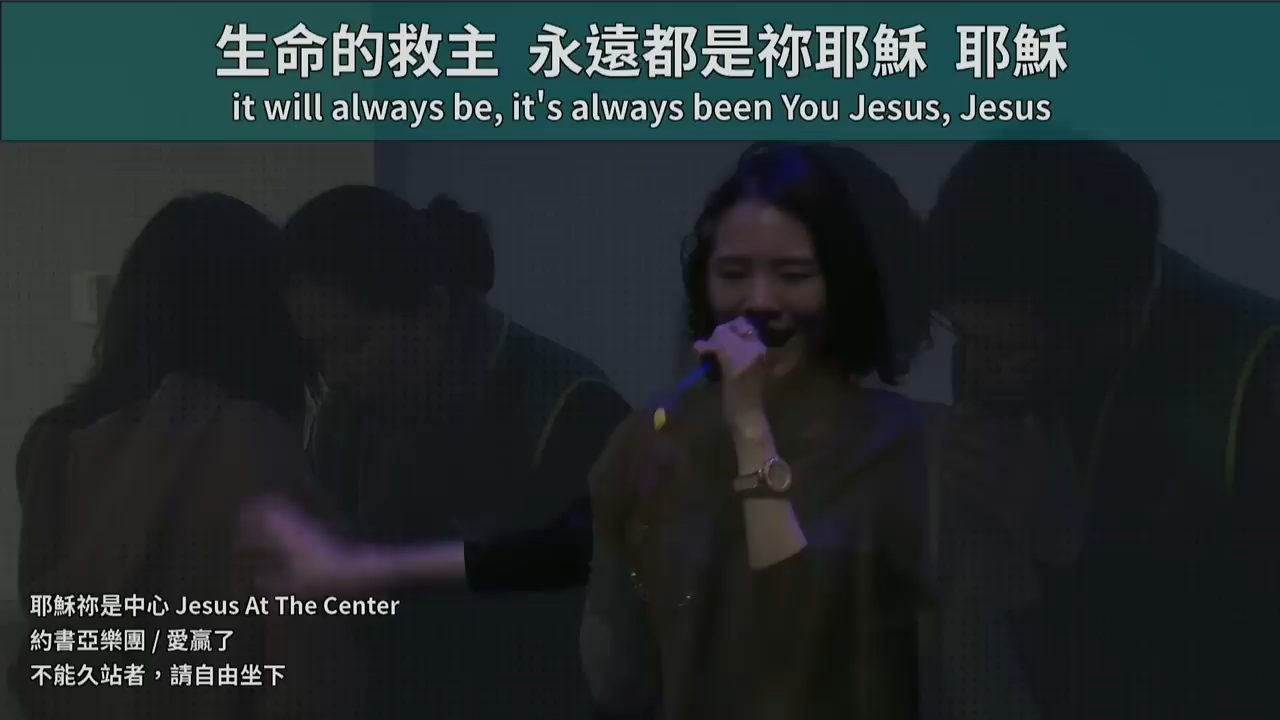 生命的救主 永遠都是祢耶穌 耶穌
it will always be, it's always been You Jesus, Jesus
耶穌祢是中心 Jesus At The Center
約書亞樂團 / 愛贏了
不能久站者，請自由坐下